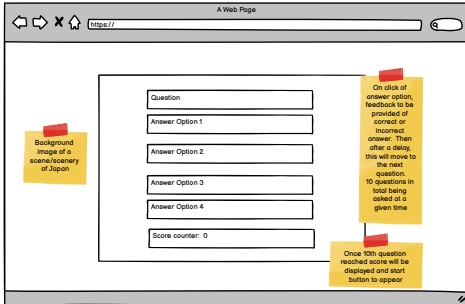 A Web Page
https://
Question
Answer Option 1
Answer Option 2
Answer Option 3
Answer Option 4
Score counter: 0
Background
image of a
scene/scenery
of Japan
On click of
answer option,
feedback to be
provided of
correct or
incorrect
answer. Then
after a delay,
this will move to
the next
question.
10 questions in
total being
asked at a
given time
Once 10th question
reached score will be
displayed and start
button to appear